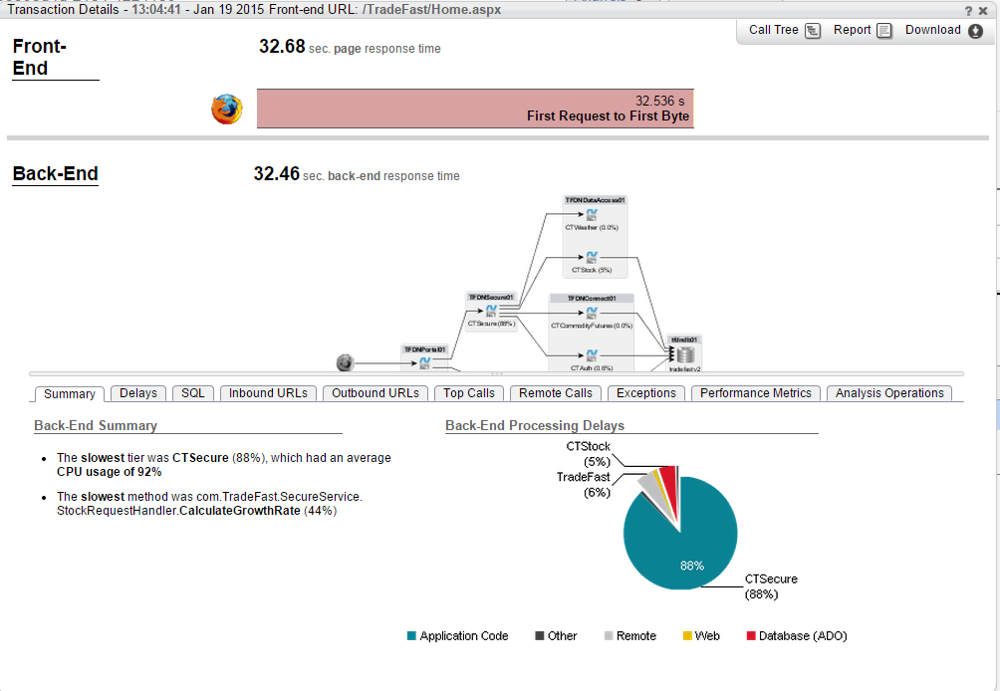 Transaction Details - 13:04:41 - Jan 19 2015 Front-end URL: /TradeFast/Home.aspx
Call Tree Report Download
Front-
End
32.68 sec. page response time
32.536 s
First Request to First Byte
Back-End
32.46 sec. back-end response time
TFDNDataAccess01
CTWeather (0.0%)
CTStock (5%)
TFDNSecure01
CTSecure(88%)
TFDNConnect01
CTCommodityFutures (0.0%)
CTAuth (0.6%)
TFDNPortal01
tradefastv2
Summary Delays SQL Inbound URLs Outbound URLs Top Calls Remote Calls Exceptions Performance Metrics Analysis Operations
Back-End Summary
The slowest tier was CTSecure (88%), which had an average
CPU usage of 92%
The slowest method was com.TradeFast.SecureService.
StockRequestHandler.CalculateGrowthRate (44%)
Back-End Processing Delays
CTStock
(5%)
TradeFast
(6%)
88%
CTSecure
(88%)
Application Code Other Remote Web Database (ADO)